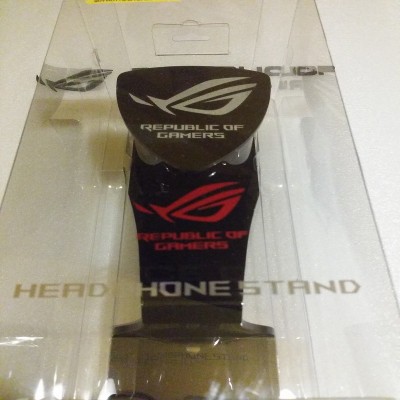 REPUBLIC OF
GAMERS
REPUBLIC OF
GAMERS
HEADPHONE STAND